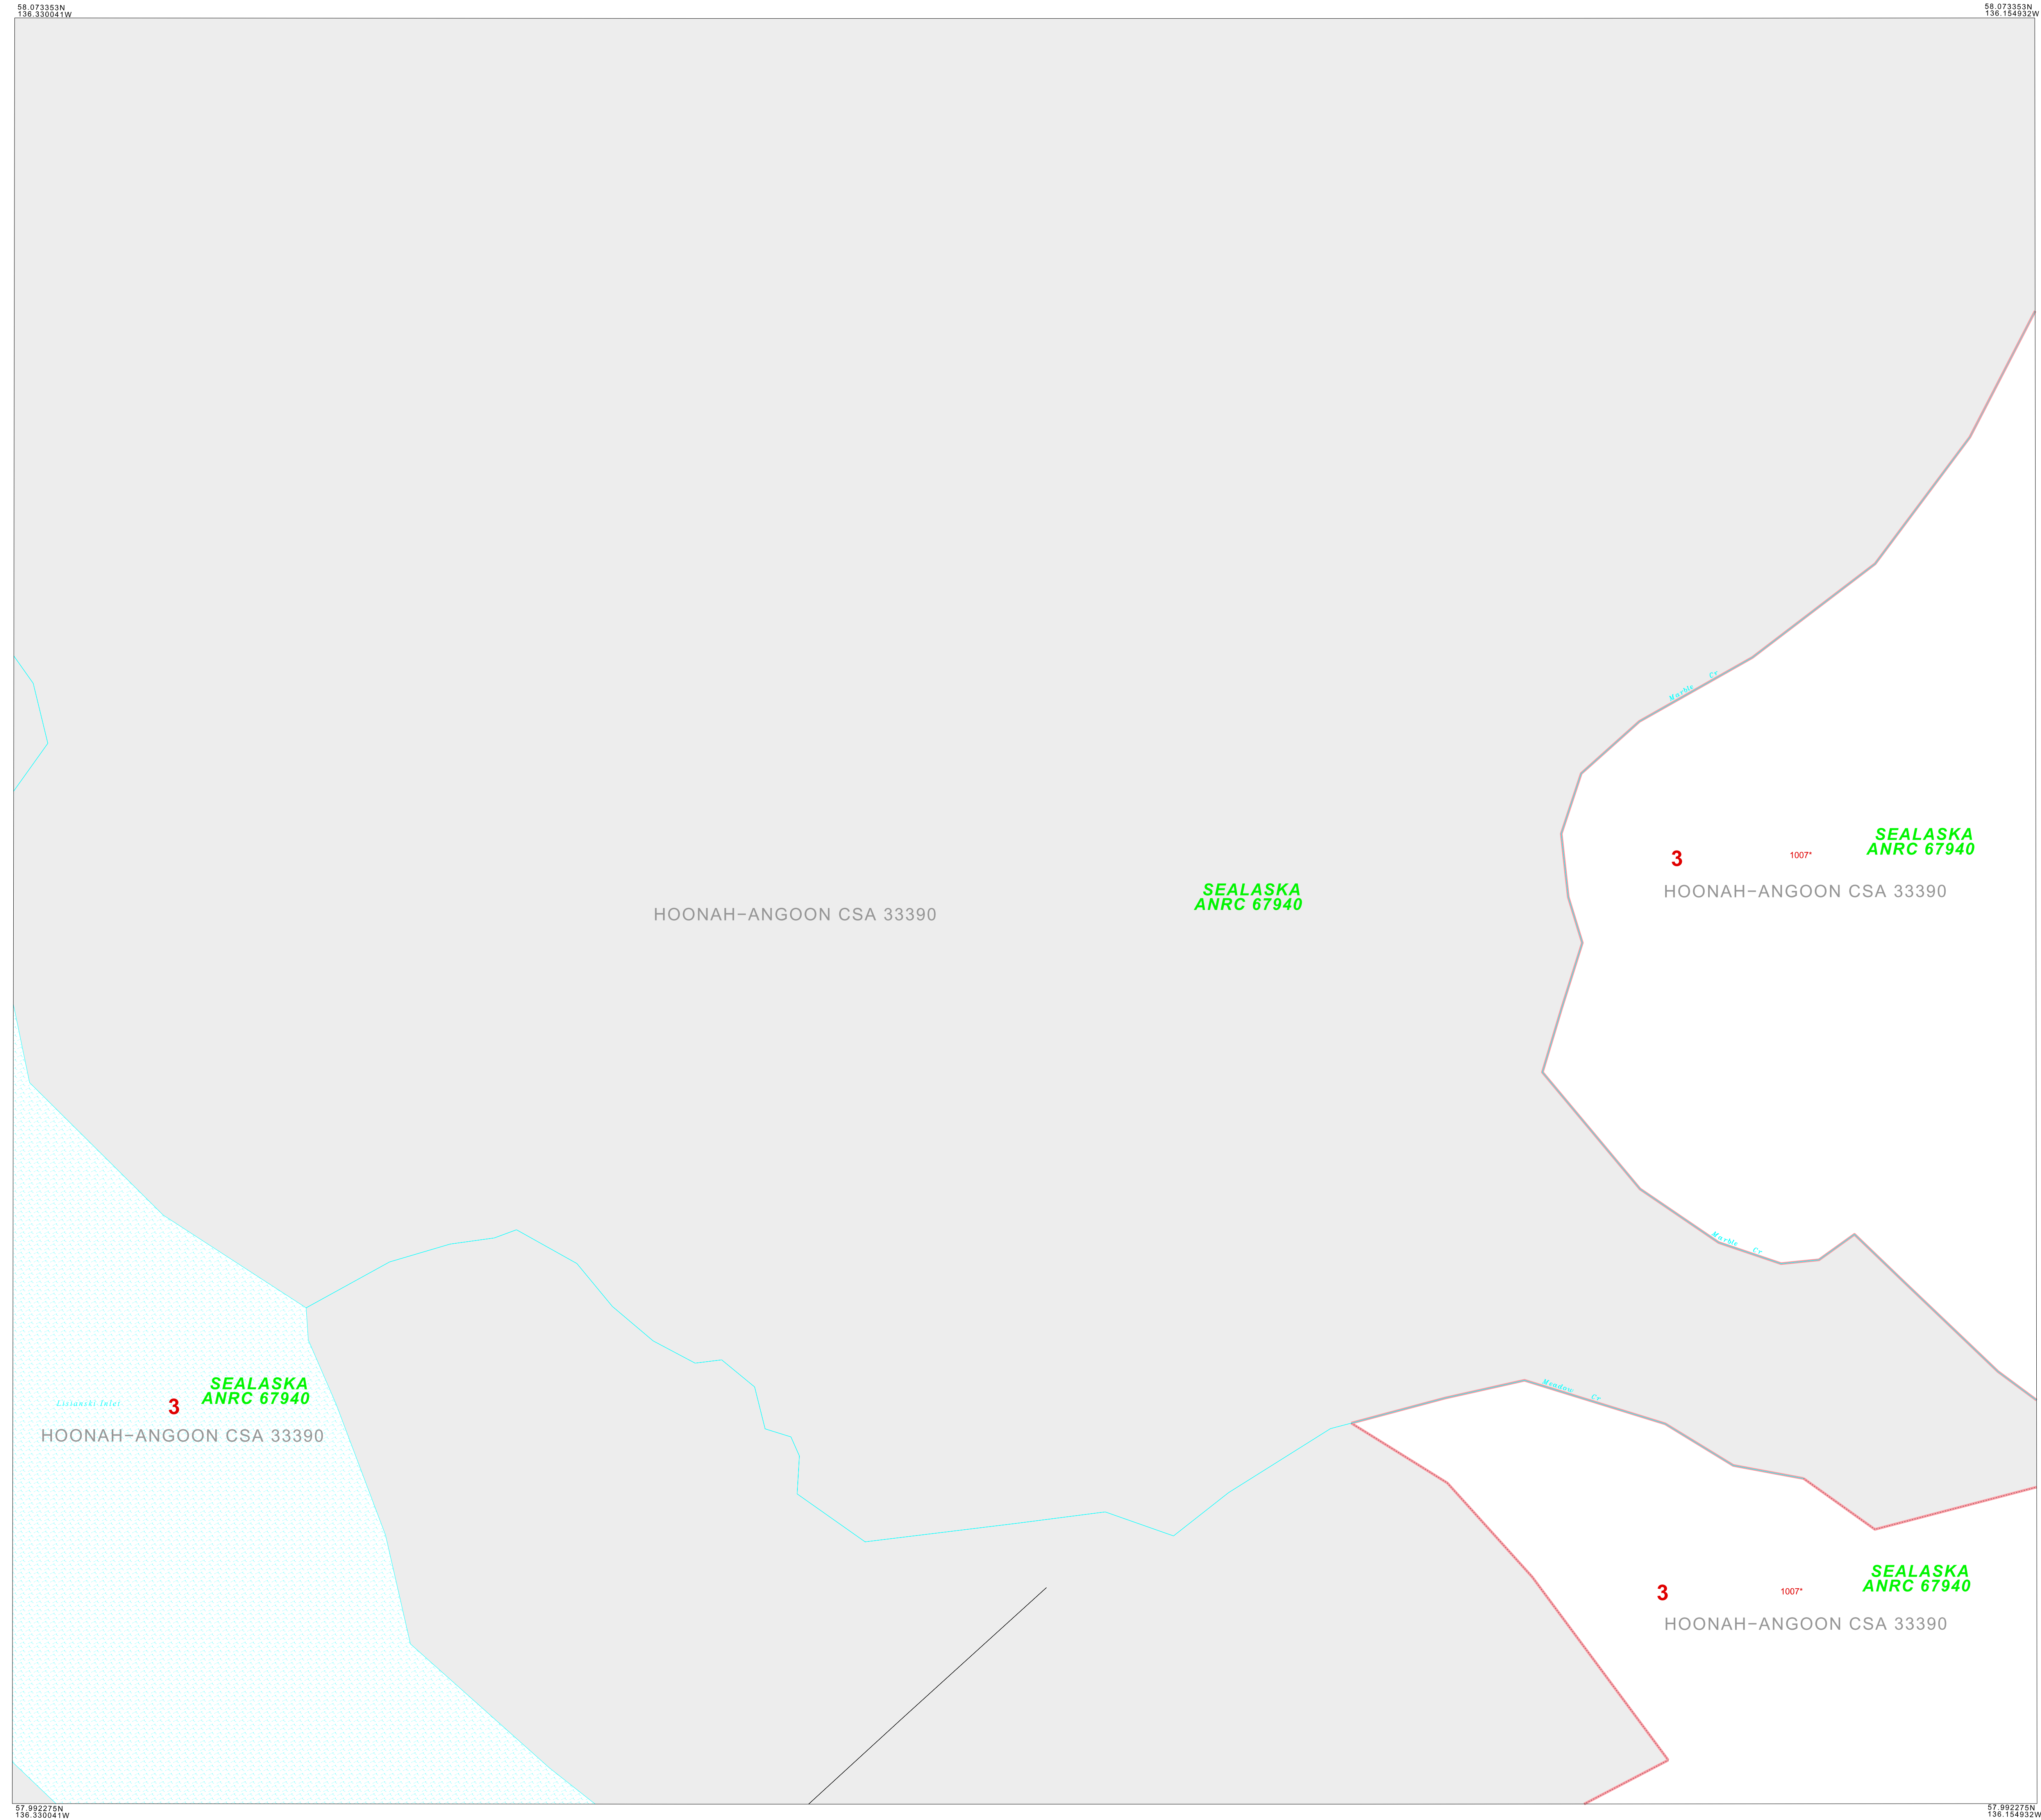 58.073353N
136.330041W
58.073353N
136.154932W
Marble Cr
SEALASKA
ANRC 67940
3
1007*
HOONAH-ANGOON CSA 33390
SEALASKA
ANRC 67940
HOONAH-ANGOON CSA 33390
Marble Cr
SEALASKA
ANRC 67940
3
HOONAH-ANGOON CSA 33390
Meadow Cr
SEALASKA
ANRC 67940
3
1007*
HOONAH-ANGOON CSA 33390
57.992275N
136.330041W
57.992275N
136.154932W